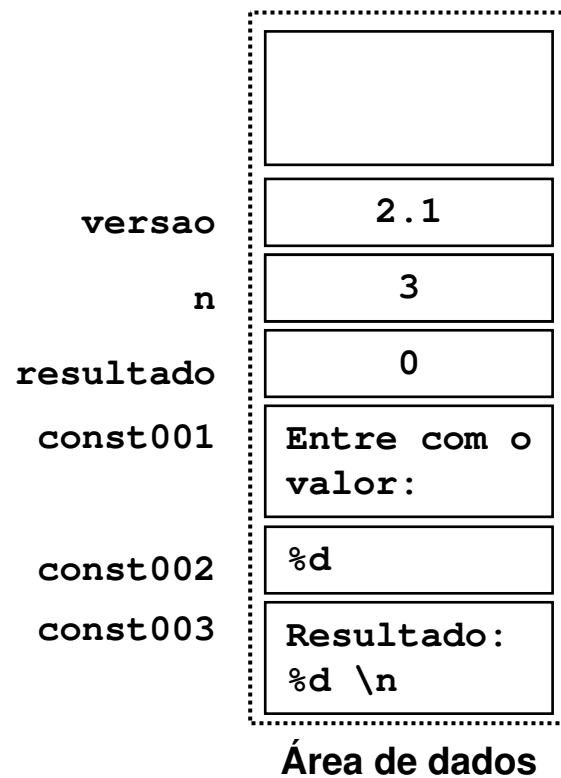 versao 2.1
n 3
resultado 0
const001 Entre com o
valor:
const002 %d
const003 Resultado:
%d \n
Área de dados